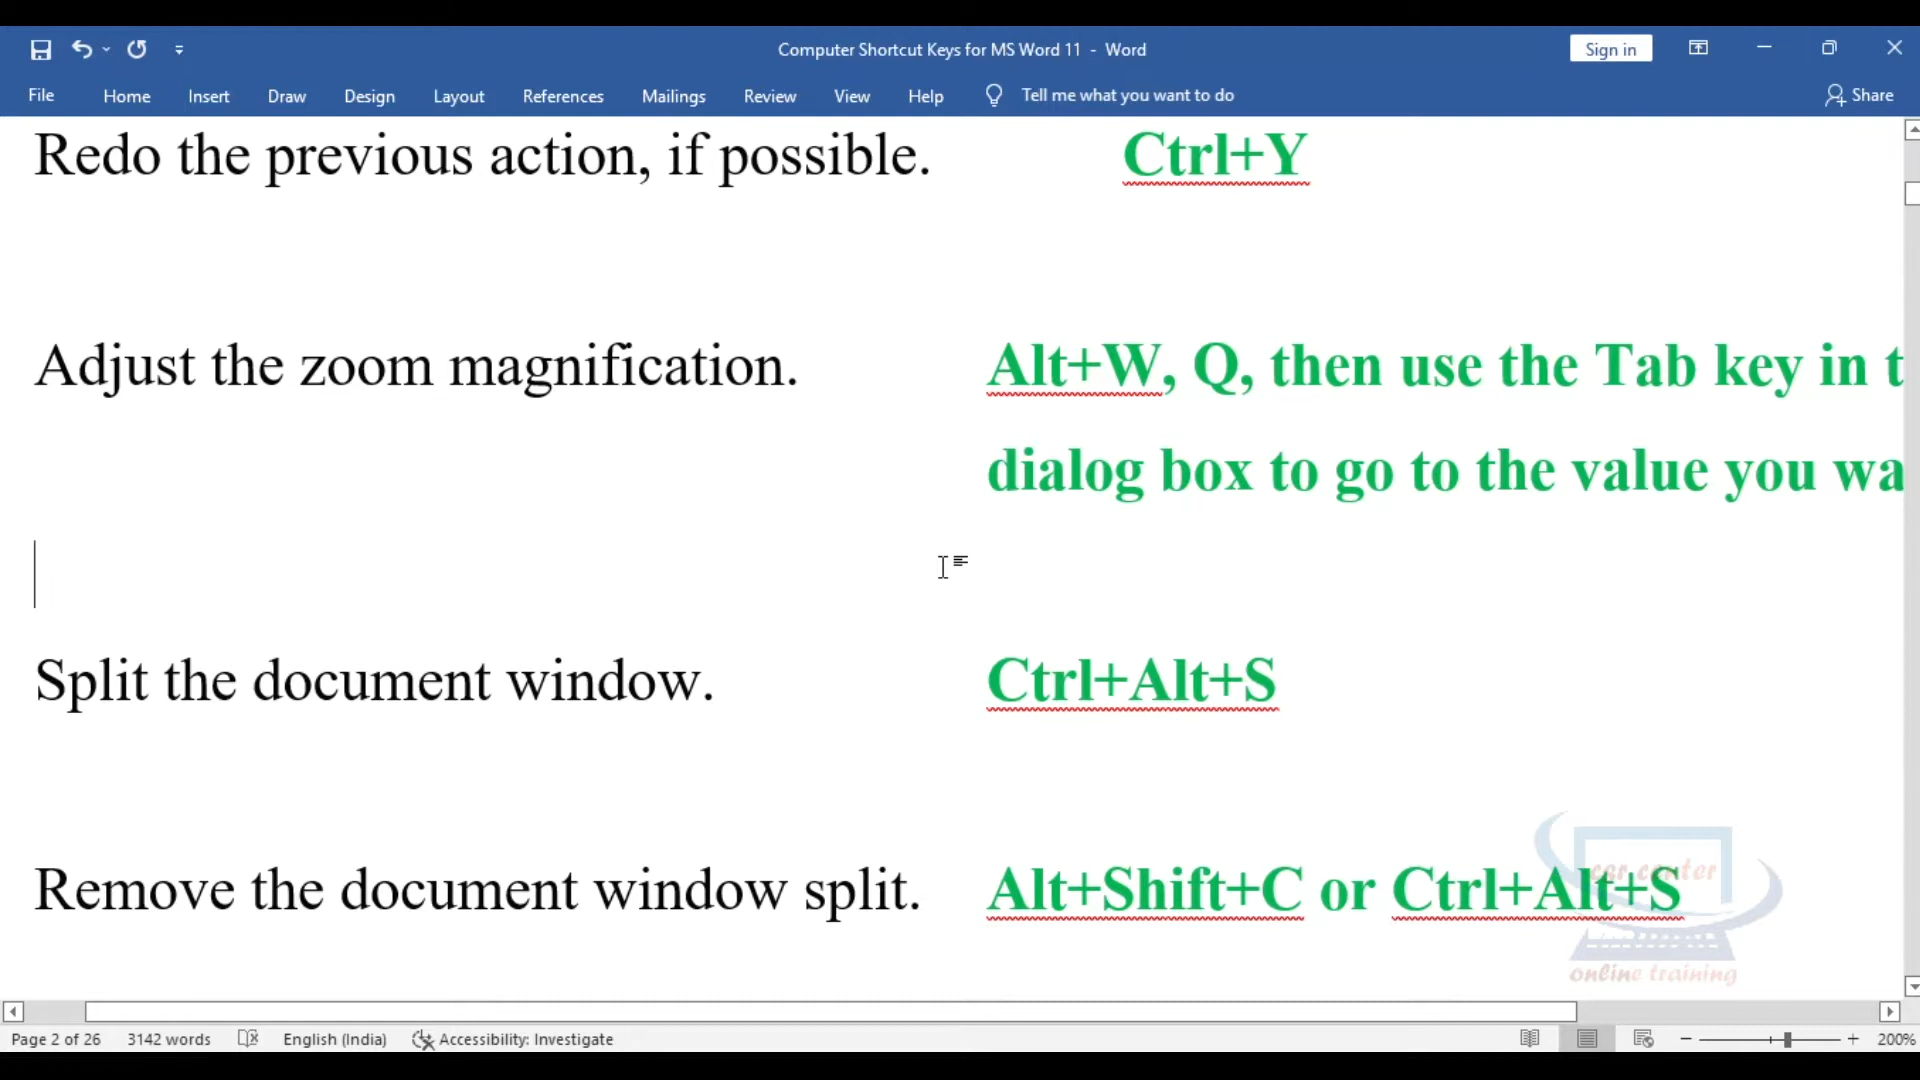 Computer Shortcut Keys for MS Word 11 - Word
Sign in
File Home Insert Draw Design Layout References Mailings Review View Help Tell me what you want to do Share
Redo the previous action, if possible. Ctrl+Y
Adjust the zoom magnification. Alt+W, Q, then use the Tab key in t
dialog box to go to the value you wa
Split the document window. Ctrl+Alt+S
Remove the document window split. Alt+Shift+C or Ctrl+Alt+S
center
online training
Page 2 of 26 3142 words English (India) Accessibility: Investigate 200%